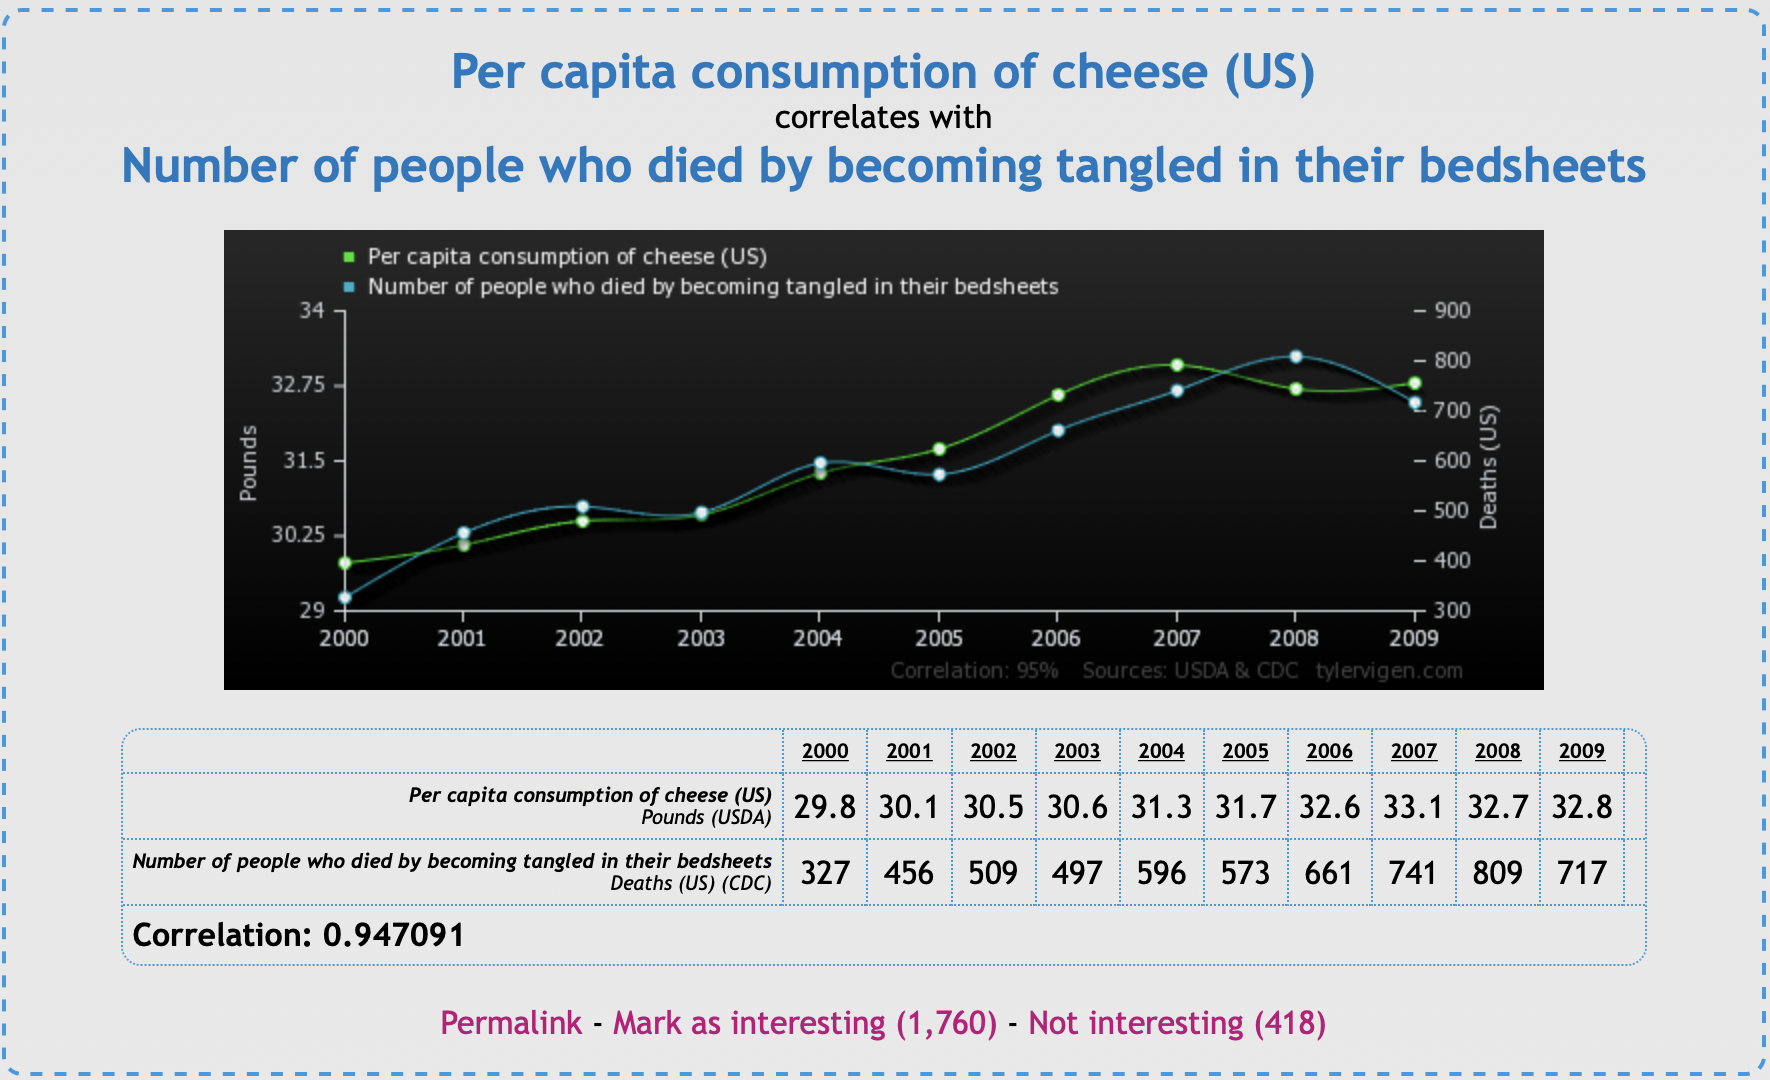 Per capita consumption of cheese (US)
correlates with
Number of people who died by becoming tangled in their bedsheets
Per capita consumption of cheese (US)
Number of people who died by becoming tangled in their bedsheets
34
32.75
31.5
30.25
29
Pounds
900
800
700
600
500
400
300
Deaths (US)
2000 2001 2002 2003 2004 2005 2006 2007 2008 2009
Correlation: 95% Sources: USDA & CDC tylervigen.com
2000 2001 2002 2003 2004 2005 2006 2007 2008 2009
Per capita consumption of cheese (US)
Pounds (USDA)
29.8 30.1 30.5 30.6 31.3 31.7 32.6 33.1 32.7 32.8
Number of people who died by becoming tangled in their bedsheets
Deaths (US) (CDC)
327 456 509 497 596 573 661 741 809 717
Correlation: 0.947091
Permalink - Mark as interesting (1,760) - Not interesting (418)